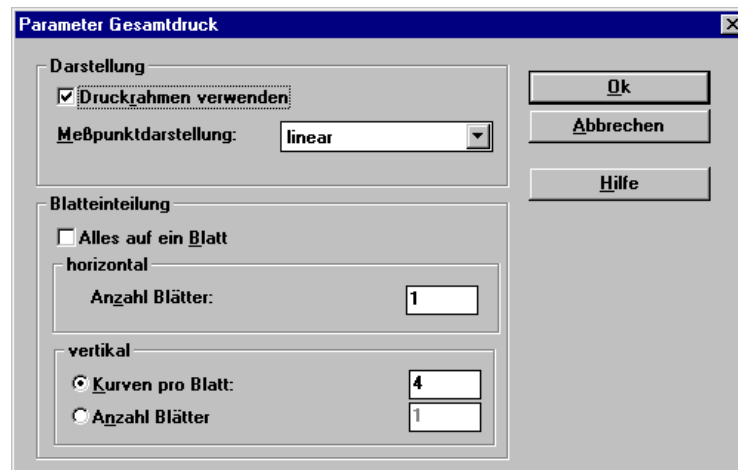 Parameter Gesamtdruck
Darstellung
Druckrahmen verwenden
Meßpunktdarstellung: linear
Ok
Abbrechen
Hilfe
Blatteinteilung
Alles auf ein Blatt
horizontal
Anzahl Blätter: 1
vertikal
Kurven pro Blatt: 4
Anzahl Blätter 1